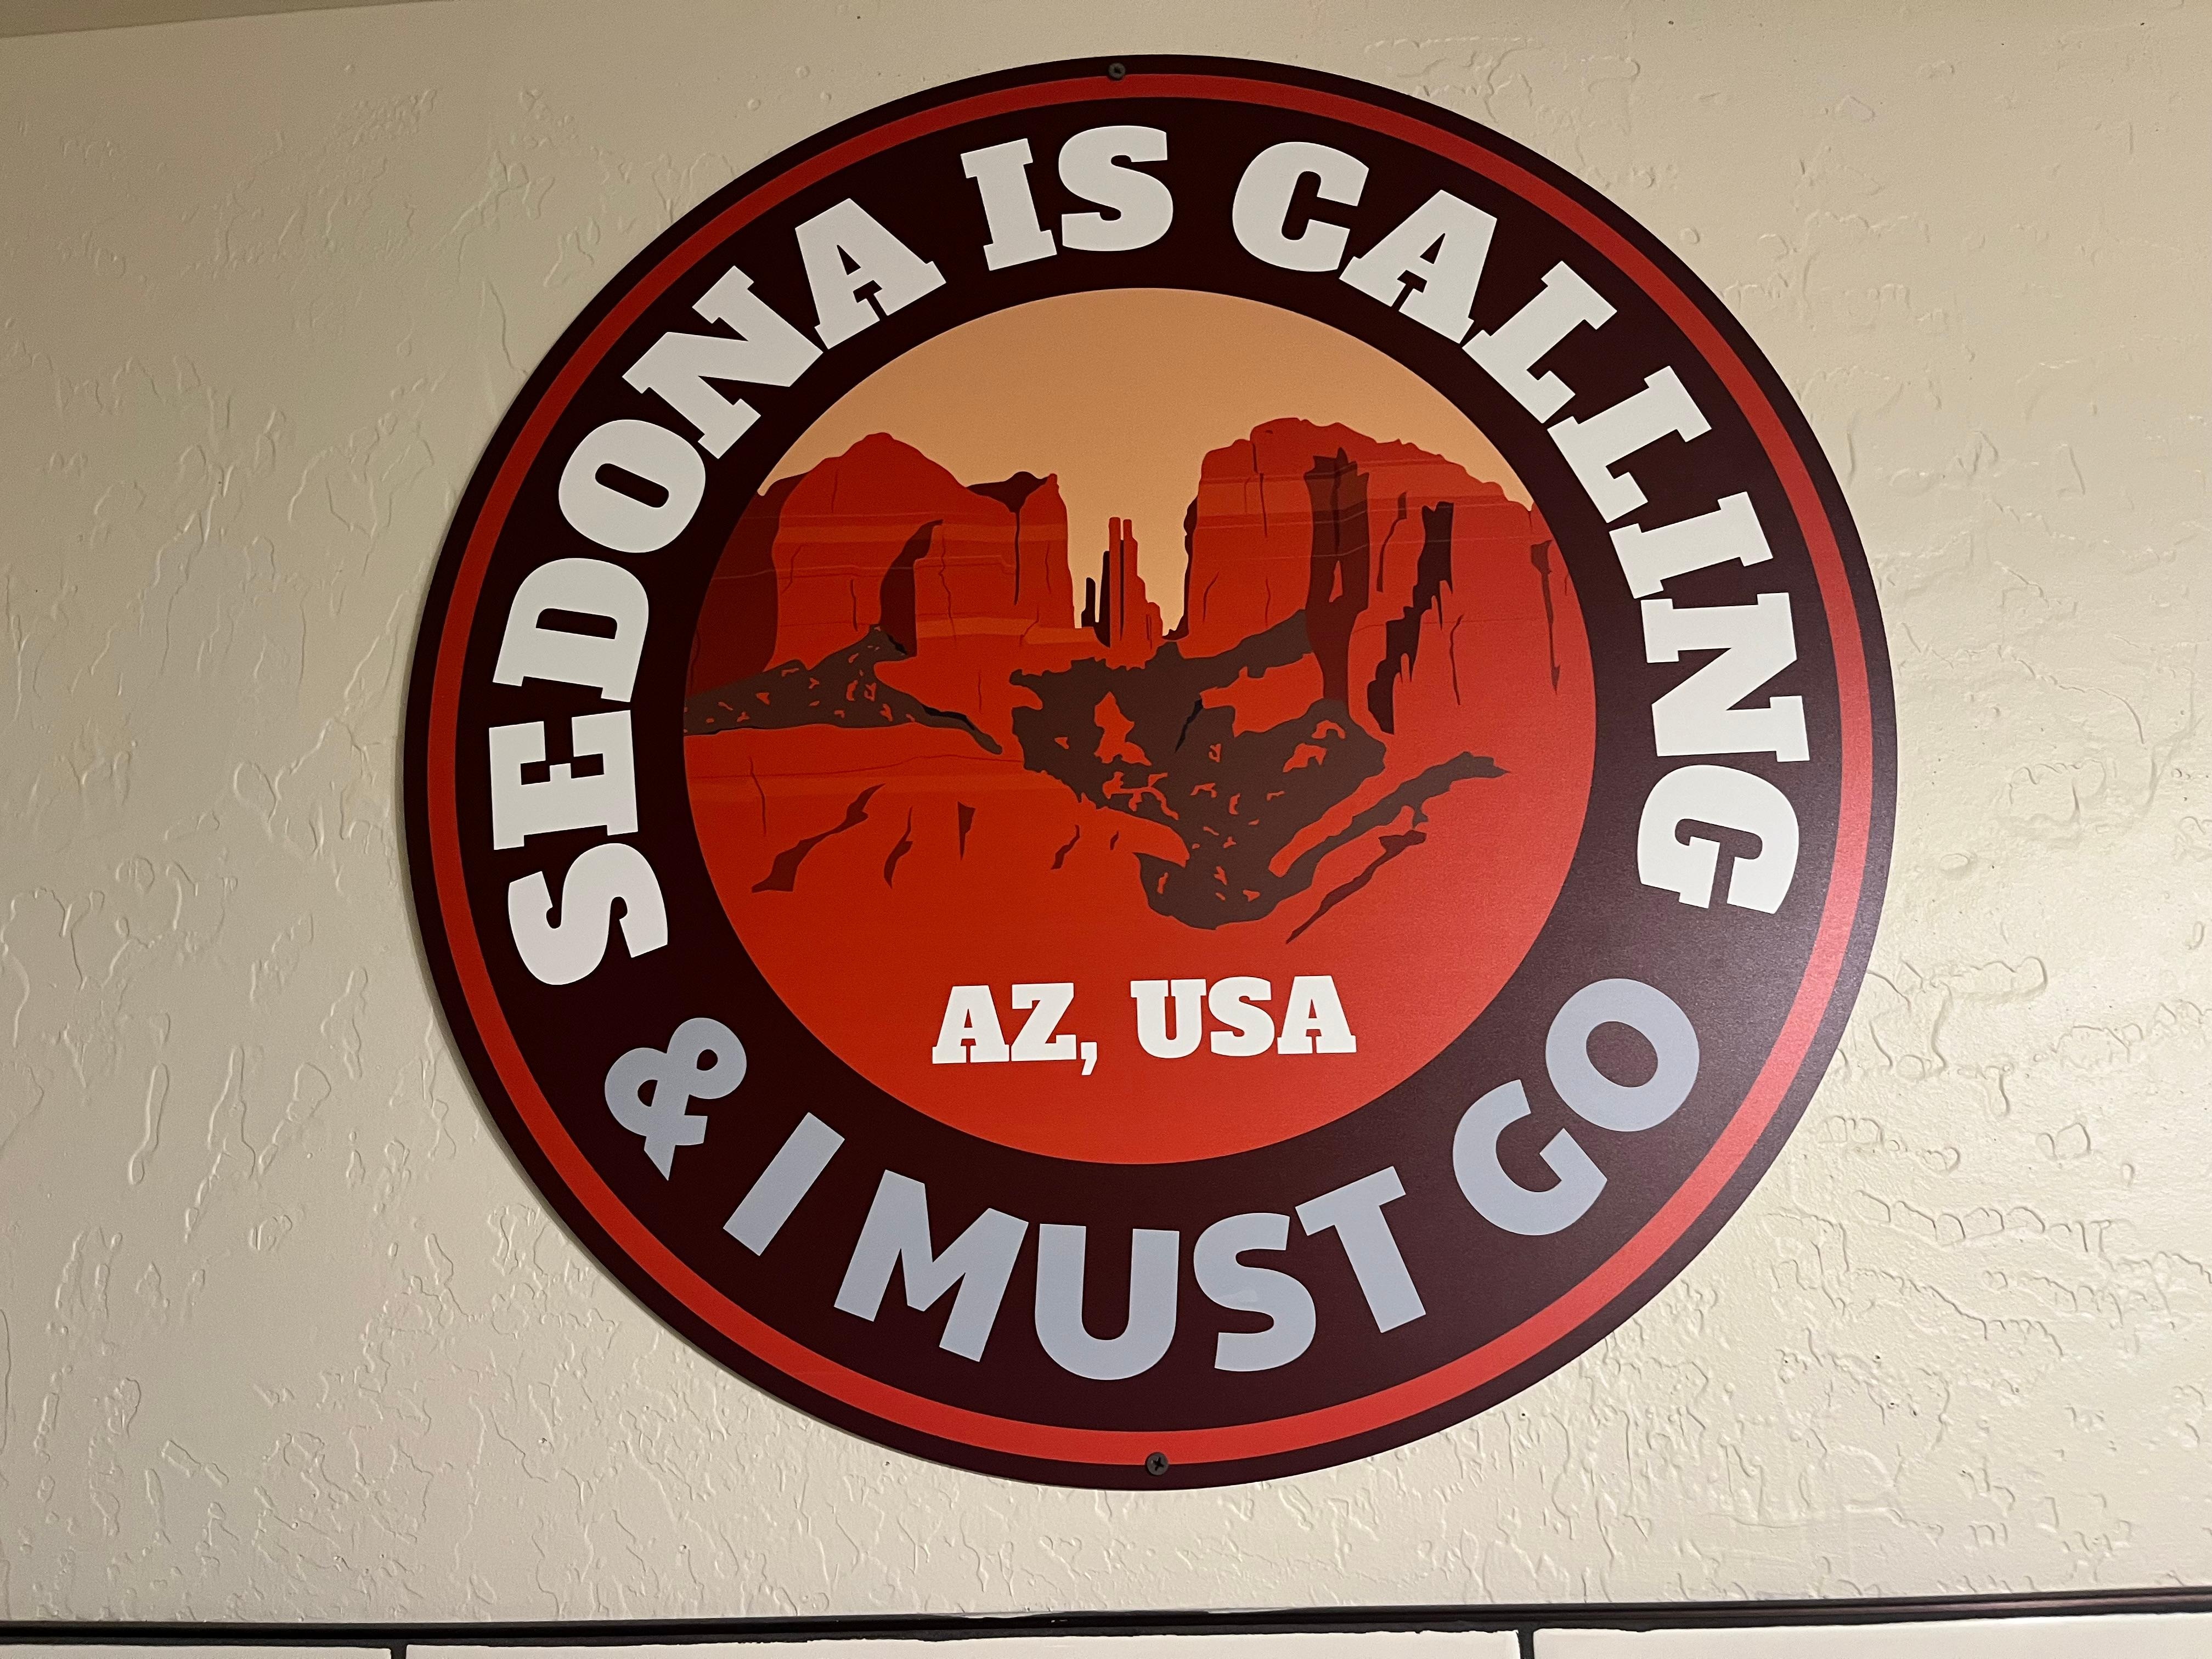 SEDONA IS CALLING
& I MUST GO
AZ, USA